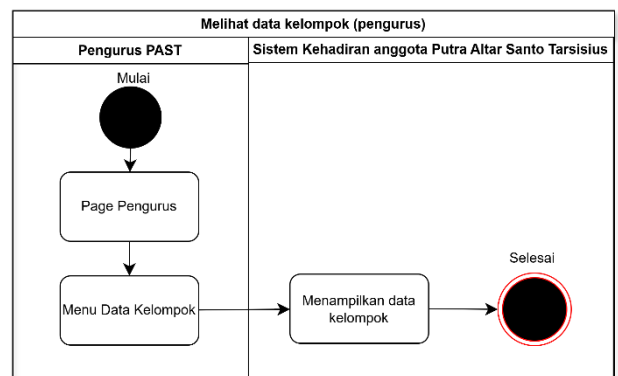 Melihat data kelompok (pengurus)
Pengurus PAST
Sistem Kehadiran anggota Putra Altar Santo Tarsisius
Mulai
Page Pengurus
Menu Data Kelompok
Menampilkan data
kelompok
Selesai